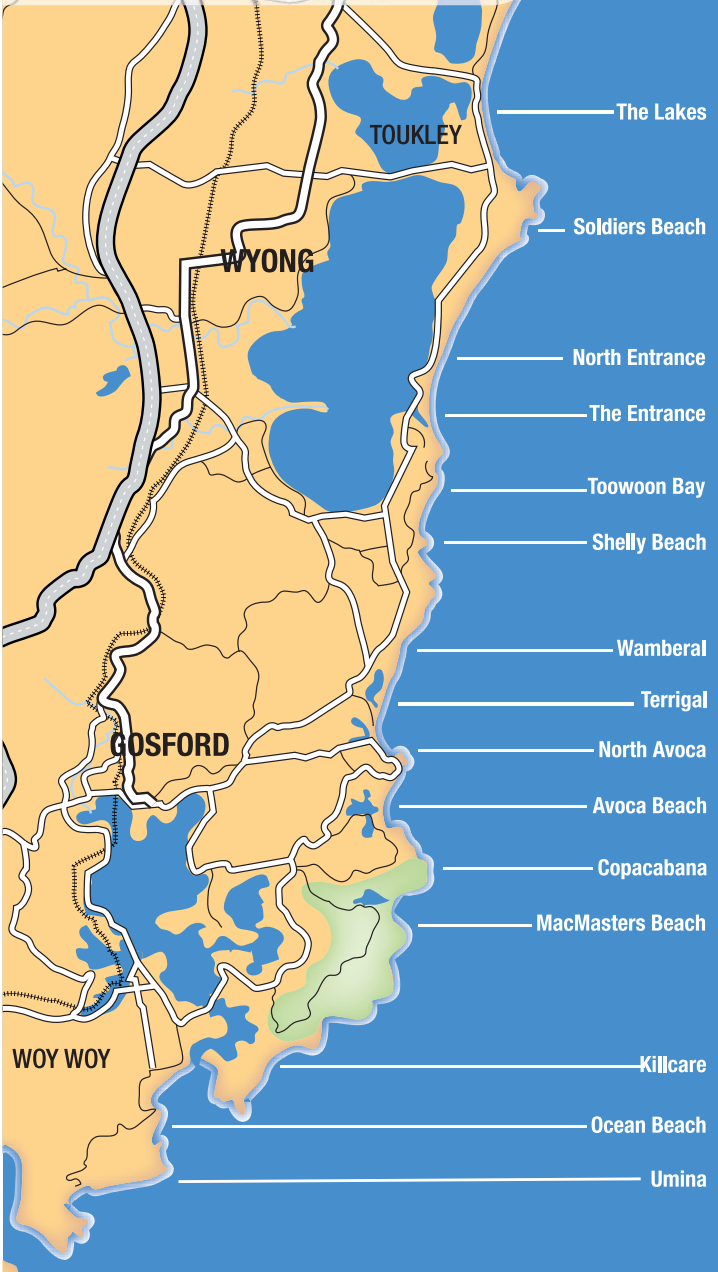 The Lakes
TOUKLEY
Soldiers Beach
WYONG
North Entrance
The Entrance
Toowoon Bay
Shelly Beach
Wamberal
Terrigal
GOSFORD
North Avoca
Avoca Beach
Copacabana
MacMasters Beach
WOY WOY
Killcare
Ocean Beach
Umina